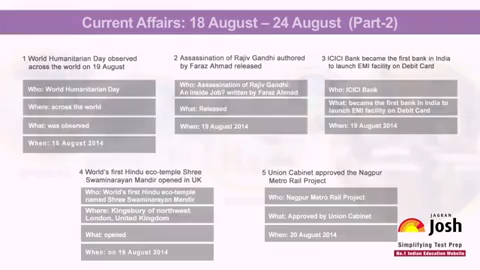 Current Affairs: 18 August – 24 August (Part-2)
1 World Humanitarian Day observed
across the world on 19 August
Who: World Humanitarian Day
Where: across the world
What: was observed
When: 19 August 2014
2 Assassination of Rajiv Gandhi authored
by Faraz Ahmad released
Who: Assassination of Rajiv Gandhi:
An Inside Job? written by Faraz Ahmad
What: Released
When: 19 August 2014
3 ICICI Bank became the first bank in India
to launch EMI facility on Debit Card
Who: ICICI Bank
What: became the first bank in India to
launch EMI facility on Debit Card
When: 19 August 2014
4 World's first Hindu eco-temple Shree
Swaminarayan Mandir opened in UK
Who: World's first Hindu eco-temple
named Shree Swaminarayan Mandir
Where: Kingsbury of northwest
London, United Kingdom
What: opened
When: on 19 August 2014
5 Union Cabinet approved the Nagpur
Metro Rail Project
Who: Nagpur Metro Rail Project
What: Approved by Union Cabinet
When: 20 August 2014
JAGRAN
Josh
Simplifying Test Prep
No.1 Indian Education Website